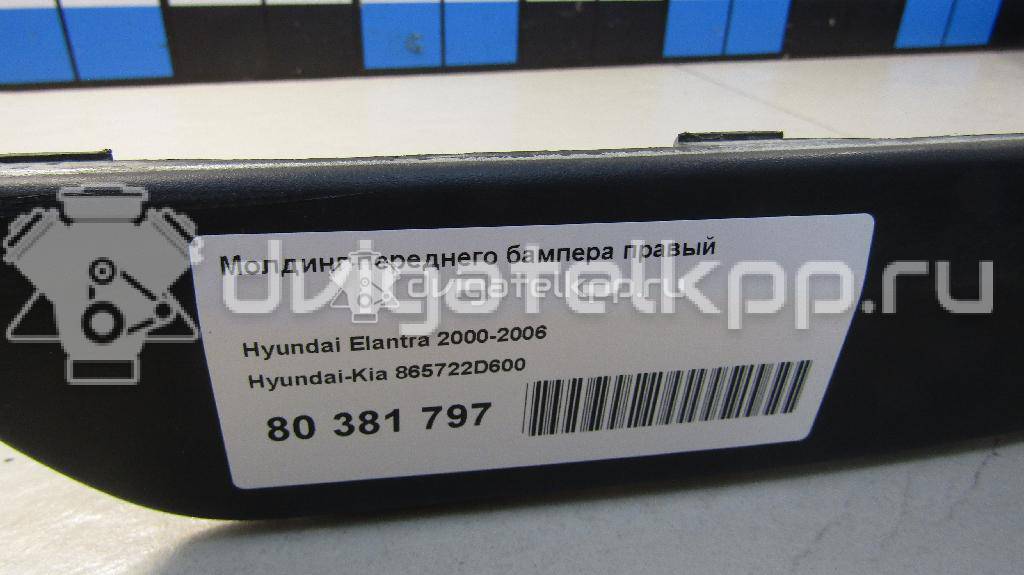 Молдинг переднего бампера правый
dvigatelkpp.ru
dvigatelkpp.ru
Hyundai Elantra 2000-2006
Hyundai-Kia 865722D600
80 381 797